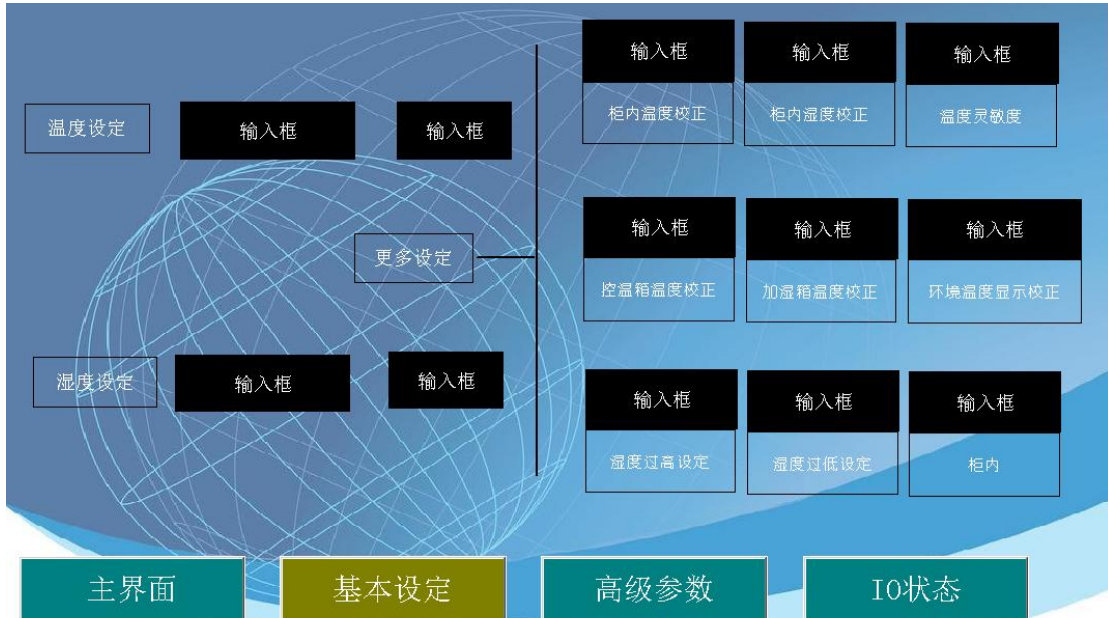 输入框
输入框
输入框
柜内温度校正
柜内湿度校正
温度灵敏度
温度设定
输入框
输入框
更多设定
输入框
输入框
输入框
控温箱温度校正
加湿箱温度校正
环境温度显示校正
湿度设定
输入框
输入框
输入框
输入框
输入框
湿度过高设定
湿度过低设定
柜内
主界面
基本设定
高级参数
IO状态